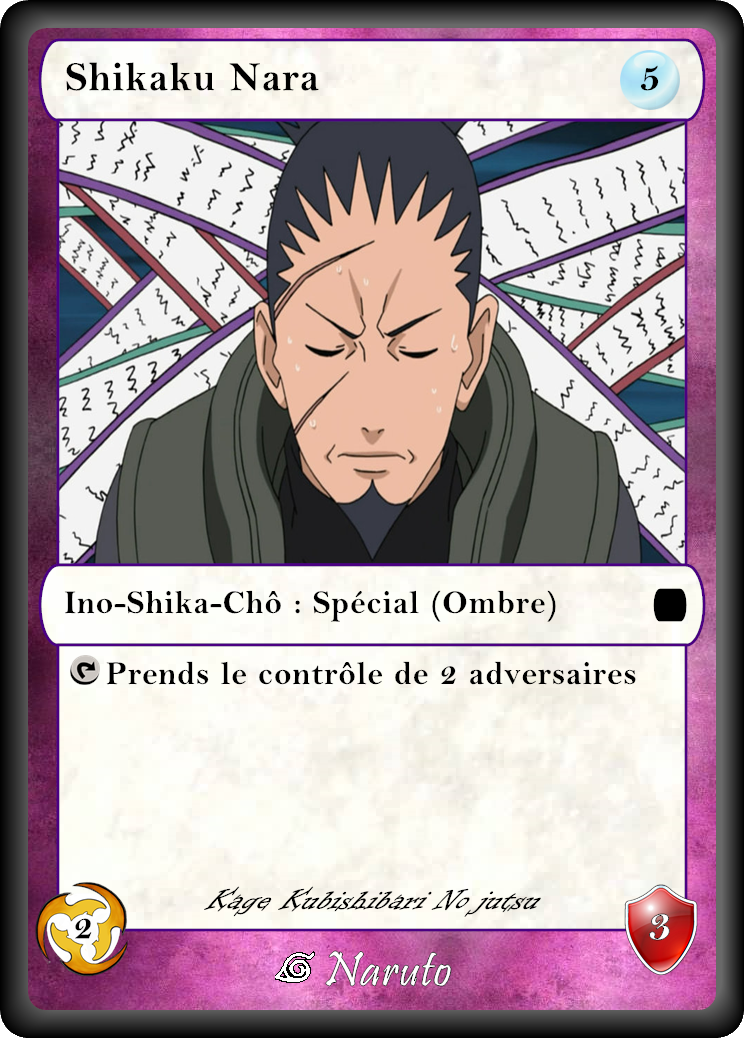 Shikaku Nara
5
Ino-Shika-Chô : Spécial (Ombre)
Prends le contrôle de 2 adversaires
Kage Kubishibari No jutsu
2
3
Naruto